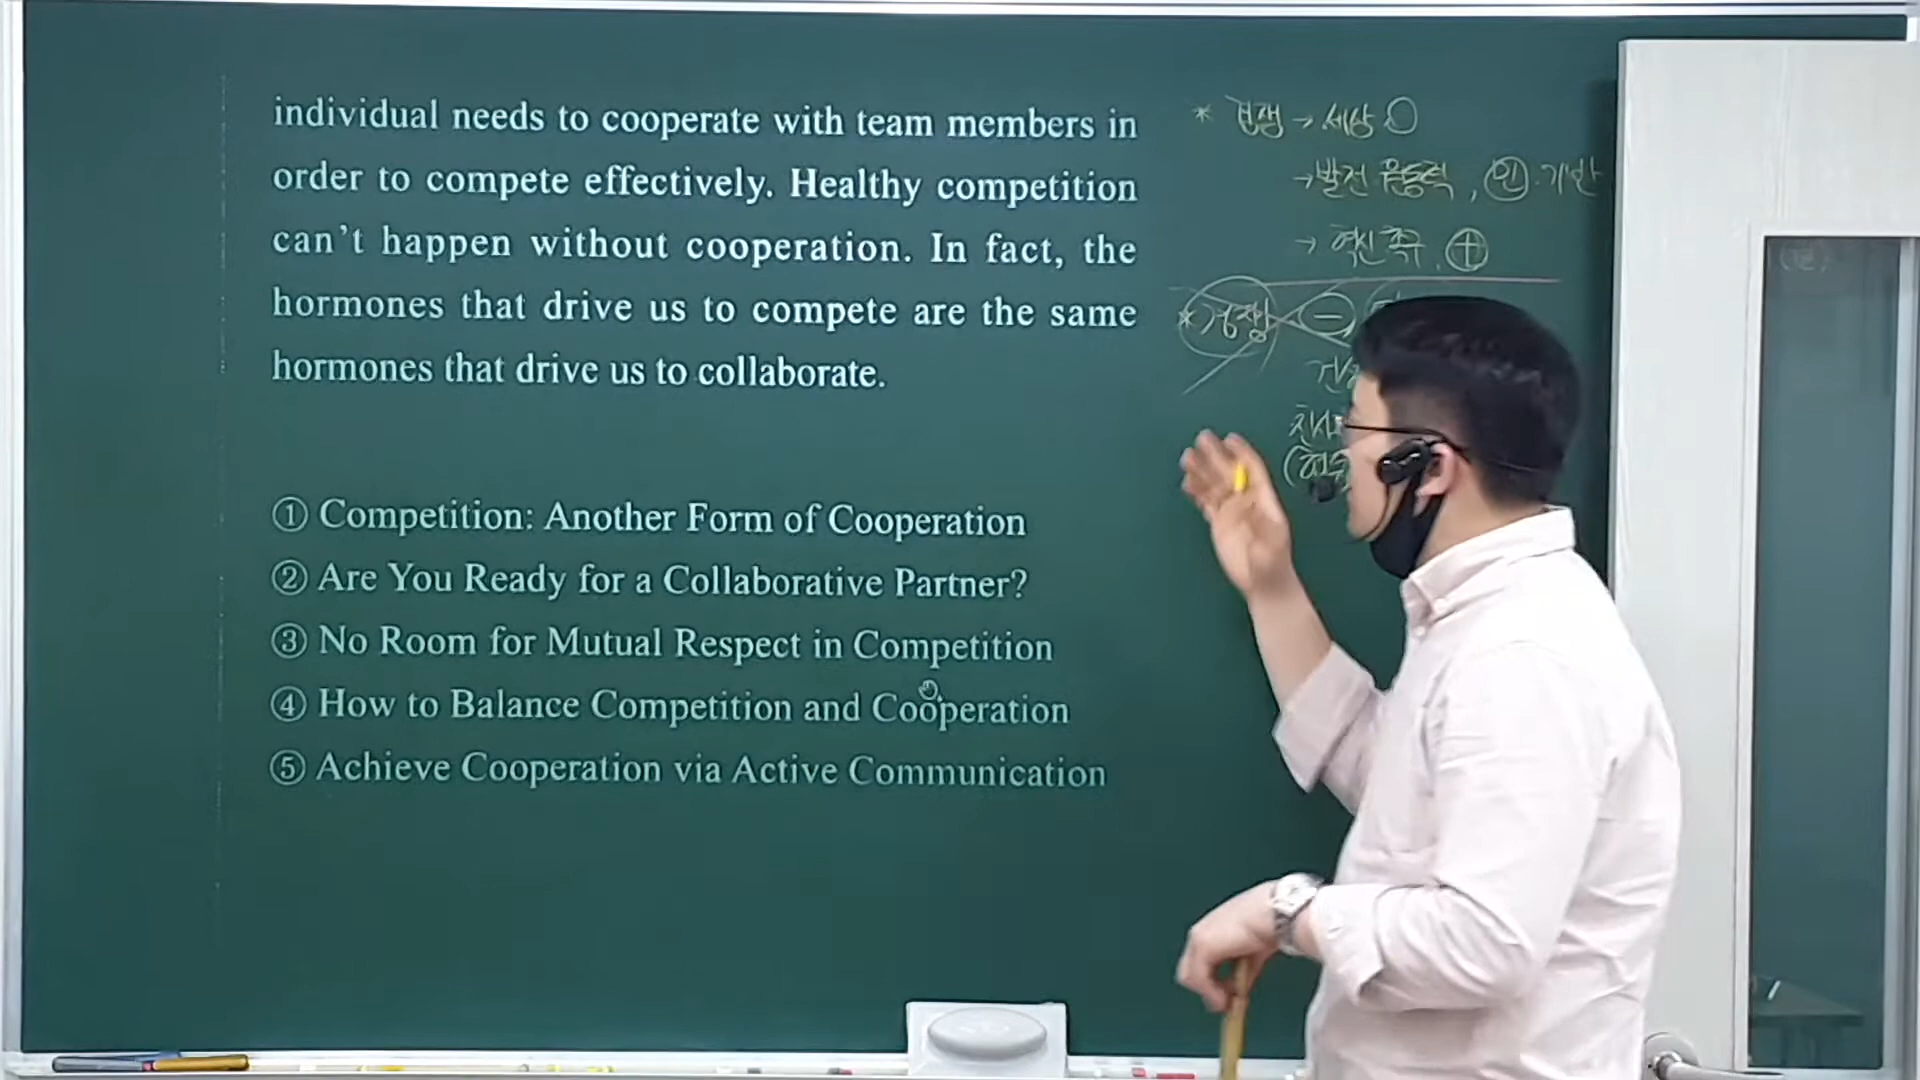 individual needs to cooperate with team members in
order to compete effectively. Healthy competition
can't happen without cooperation. In fact, the
hormones that drive us to compete are the same
hormones that drive us to collaborate.
① Competition: Another Form of Cooperation
② Are You Ready for a Collaborative Partner?
③ No Room for Mutual Respect in Competition
④ How to Balance Competition and Cooperation
⑤ Achieve Cooperation via Active Communication
* → 세상
→ 발전 원동력, 기반
→ 혁신 촉구, ⊕
* 경쟁